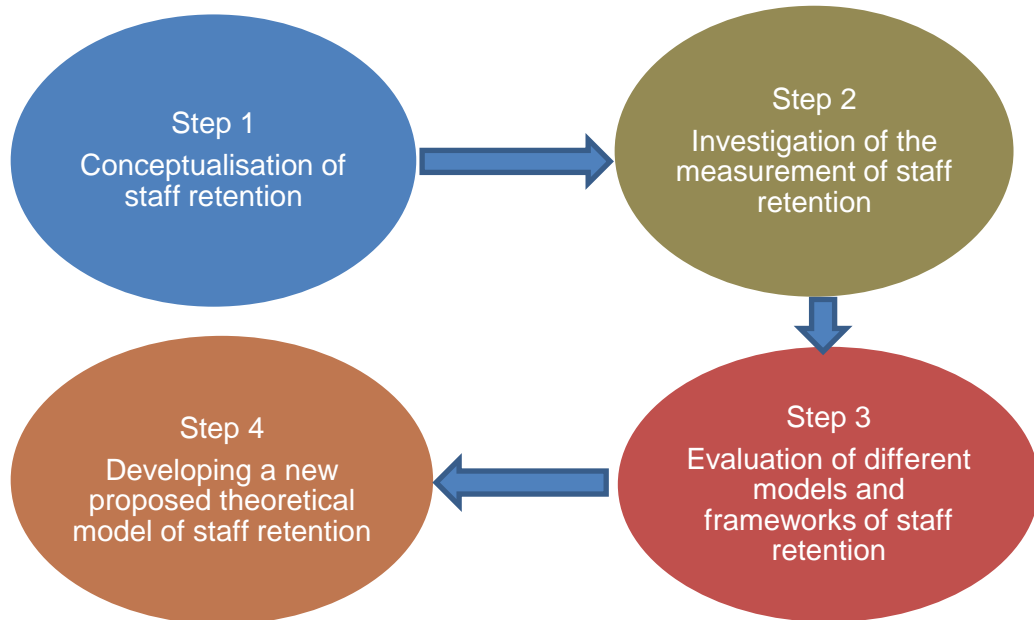 Step 1
Conceptualisation of
staff retention
Step 2
Investigation of the
measurement of staff
retention
Step 3
Evaluation of different
models and
frameworks of staff
retention
Step 4
Developing a new
proposed theoretical
model of staff retention